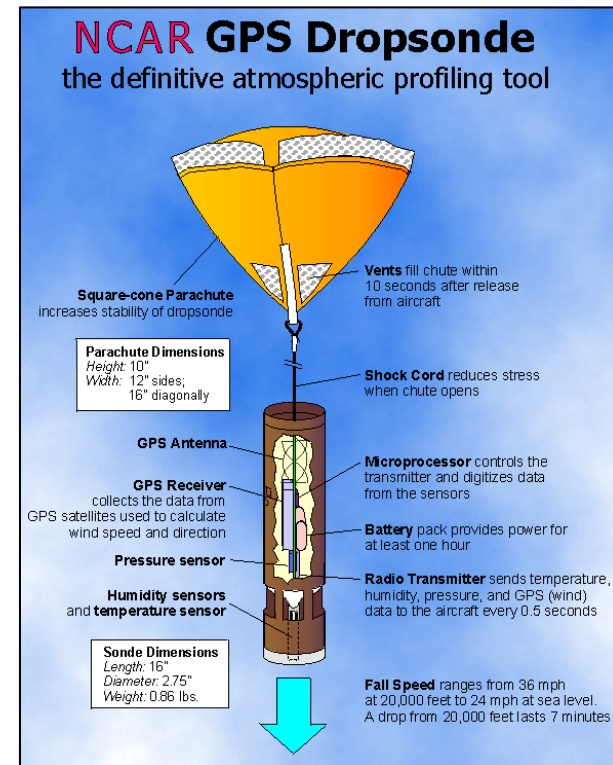 NCAR GPS Dropsonde
the definitive atmospheric profiling tool
Square-cone Parachute
increases stability of dropsonde
Vents fill chute within
10 seconds after release
from aircraft
Parachute Dimensions
Height: 10"
Width: 12" sides;
16" diagonally
Shock Cord reduces stress
when chute opens
GPS Antenna
GPS Receiver
collects the data from
GPS satellites used to calculate
wind speed and direction
Pressure sensor
Humidity sensors
and temperature sensor
Microprocessor controls the
transmitter and digitizes data
from the sensors
Battery pack provides power for
at least one hour
Radio Transmitter sends temperature,
humidity, pressure, and GPS (wind)
data to the aircraft every 0.5 seconds
Sonde Dimensions
Length: 16"
Diameter: 2.75"
Weight: 0.86 lbs.
Fall Speed ranges from 36 mph
at 20,000 feet to 24 mph at sea level.
A drop from 20,000 feet lasts 7 minutes.